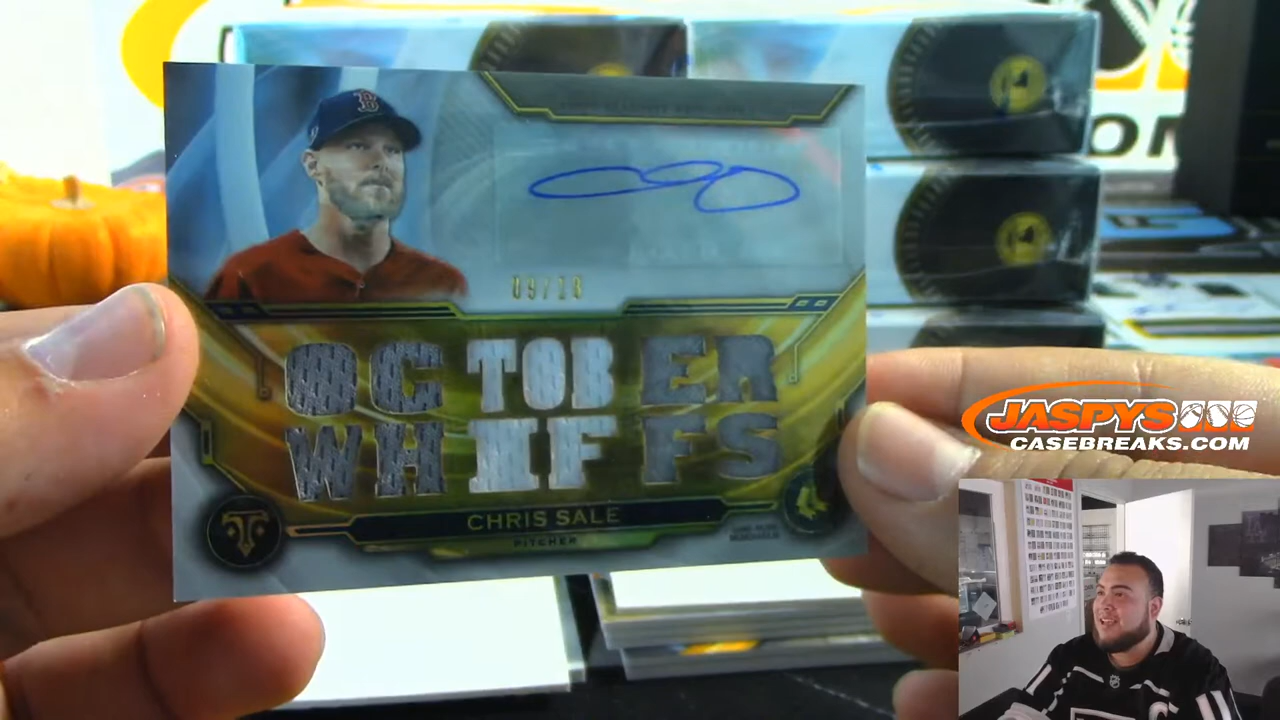 B
09/18
OCTOBER
WHIFFS
CHRIS SALE
PITCHER
JASPYS
CASEBREAKS.COM